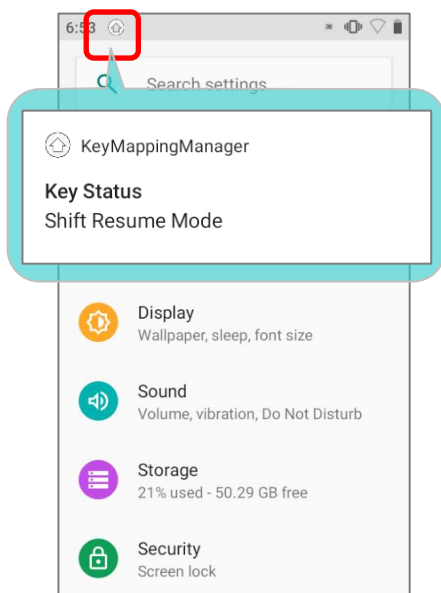 6:53
Search settings
KeyMappingManager
Key Status
Shift Resume Mode
Display
Wallpaper, sleep, font size
Sound
Volume, vibration, Do Not Disturb
Storage
21% used - 50.29 GB free
Security
Screen lock